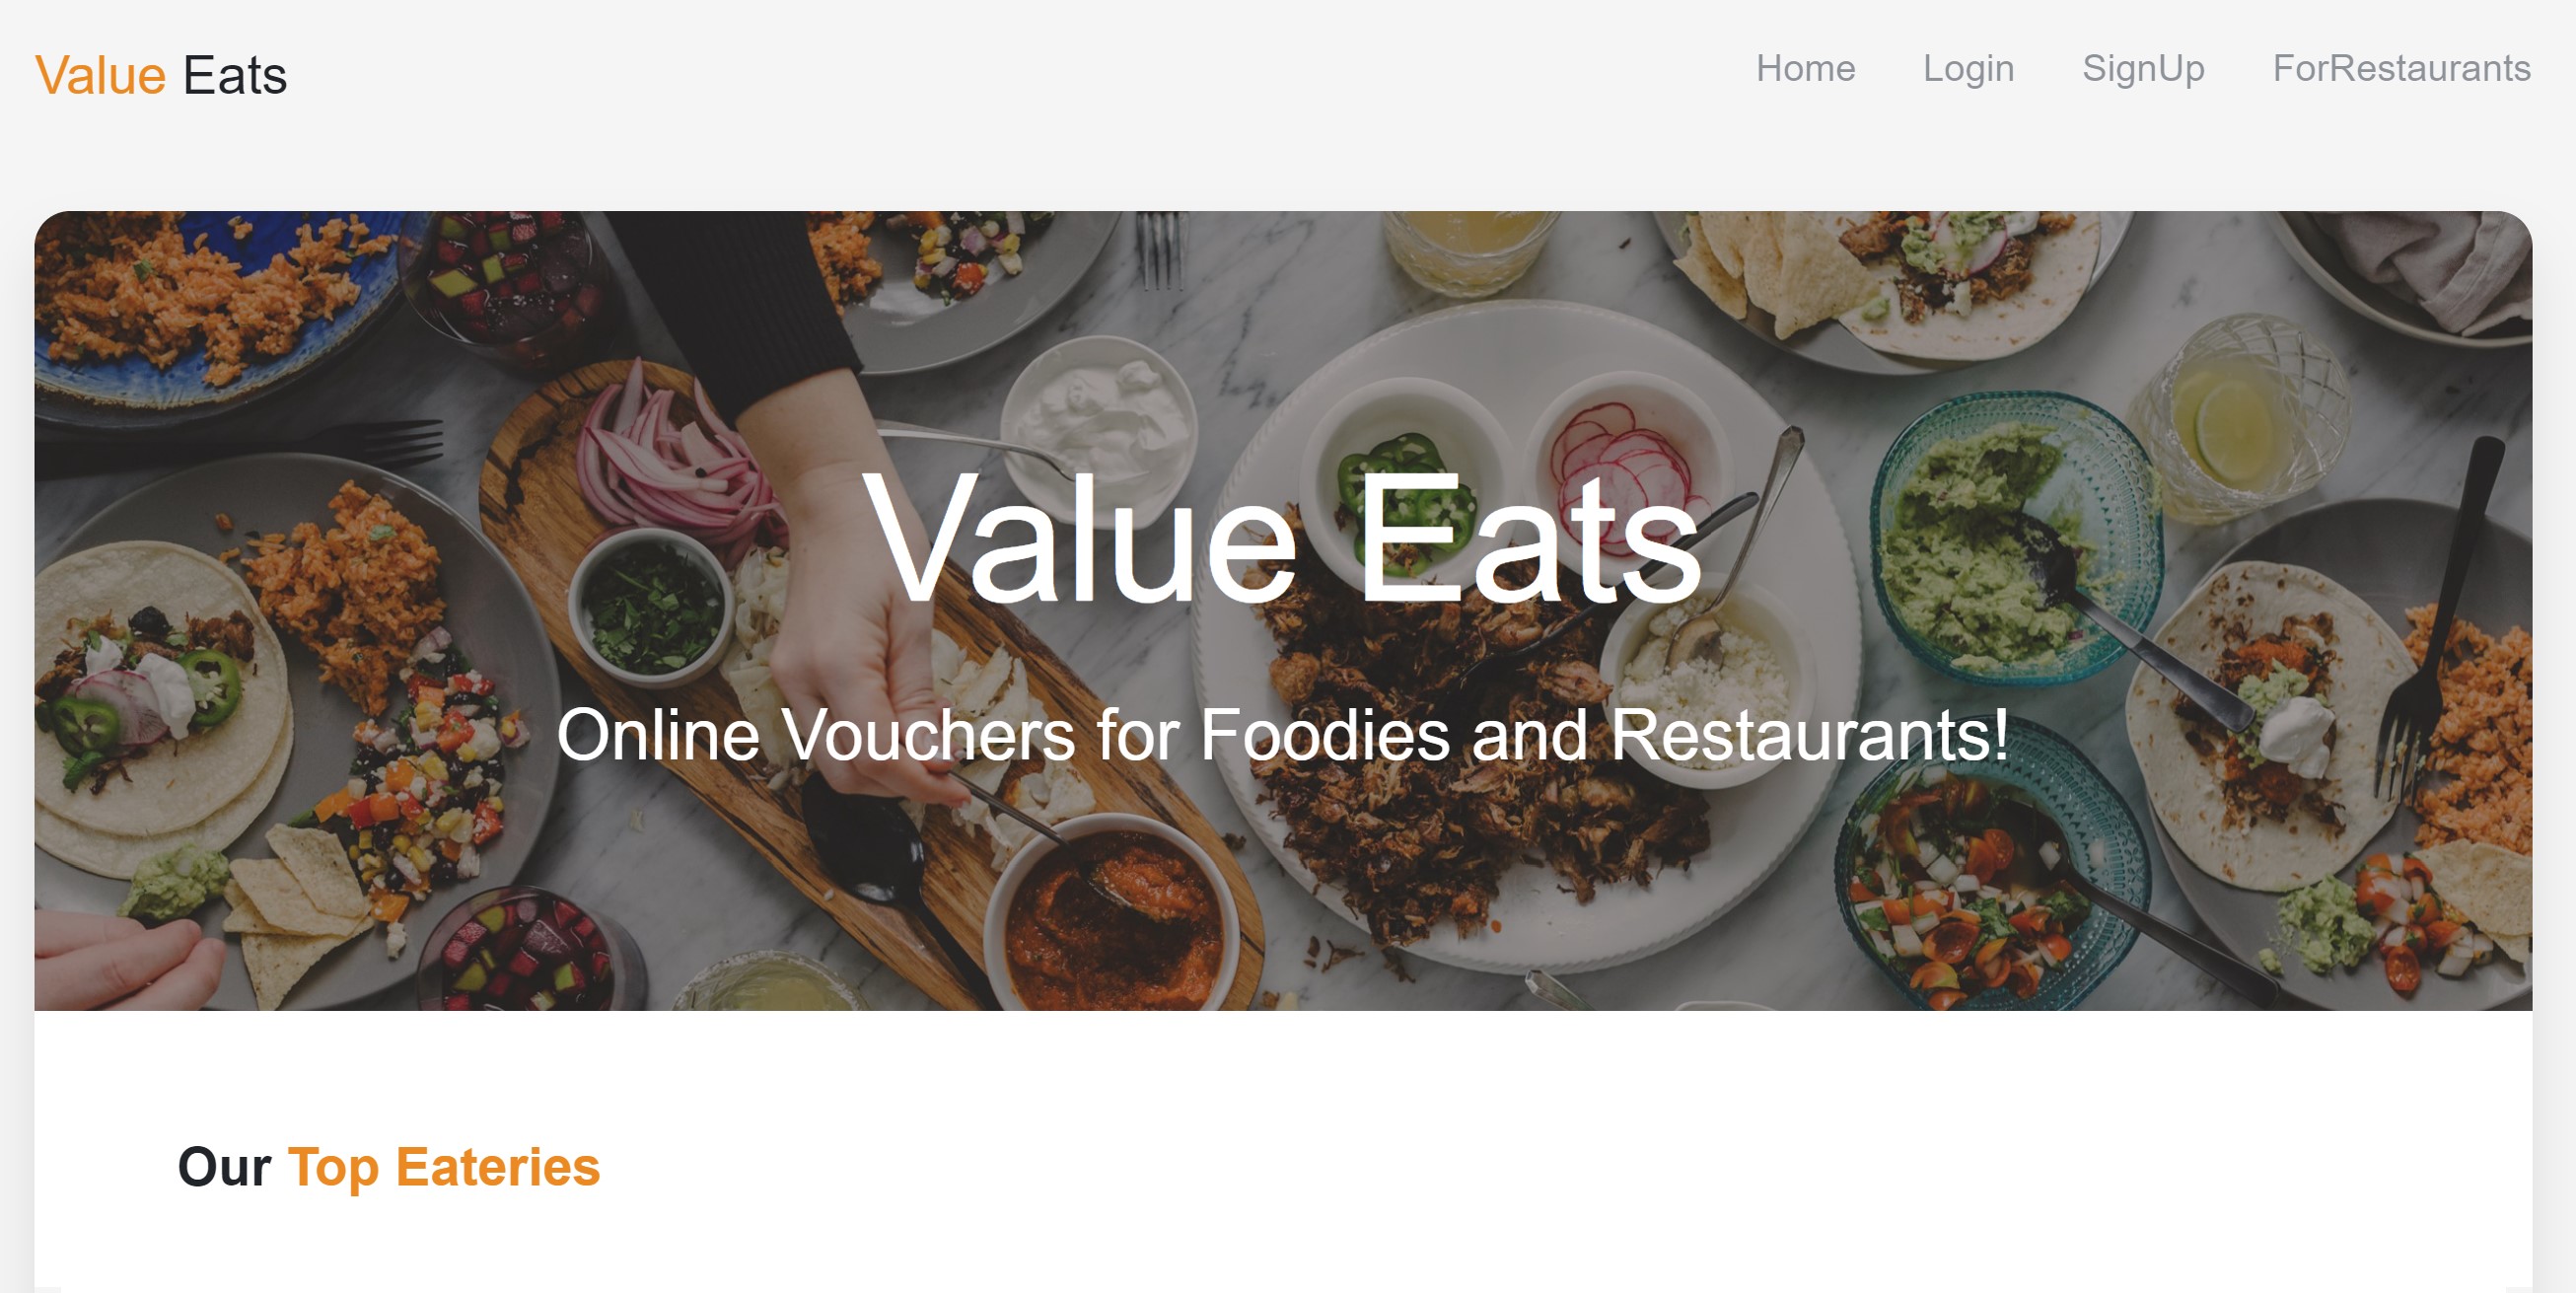 Value Eats
Home Login SignUp ForRestaurants
Value Eats
Online Vouchers for Foodies and Restaurants!
Our Top Eateries